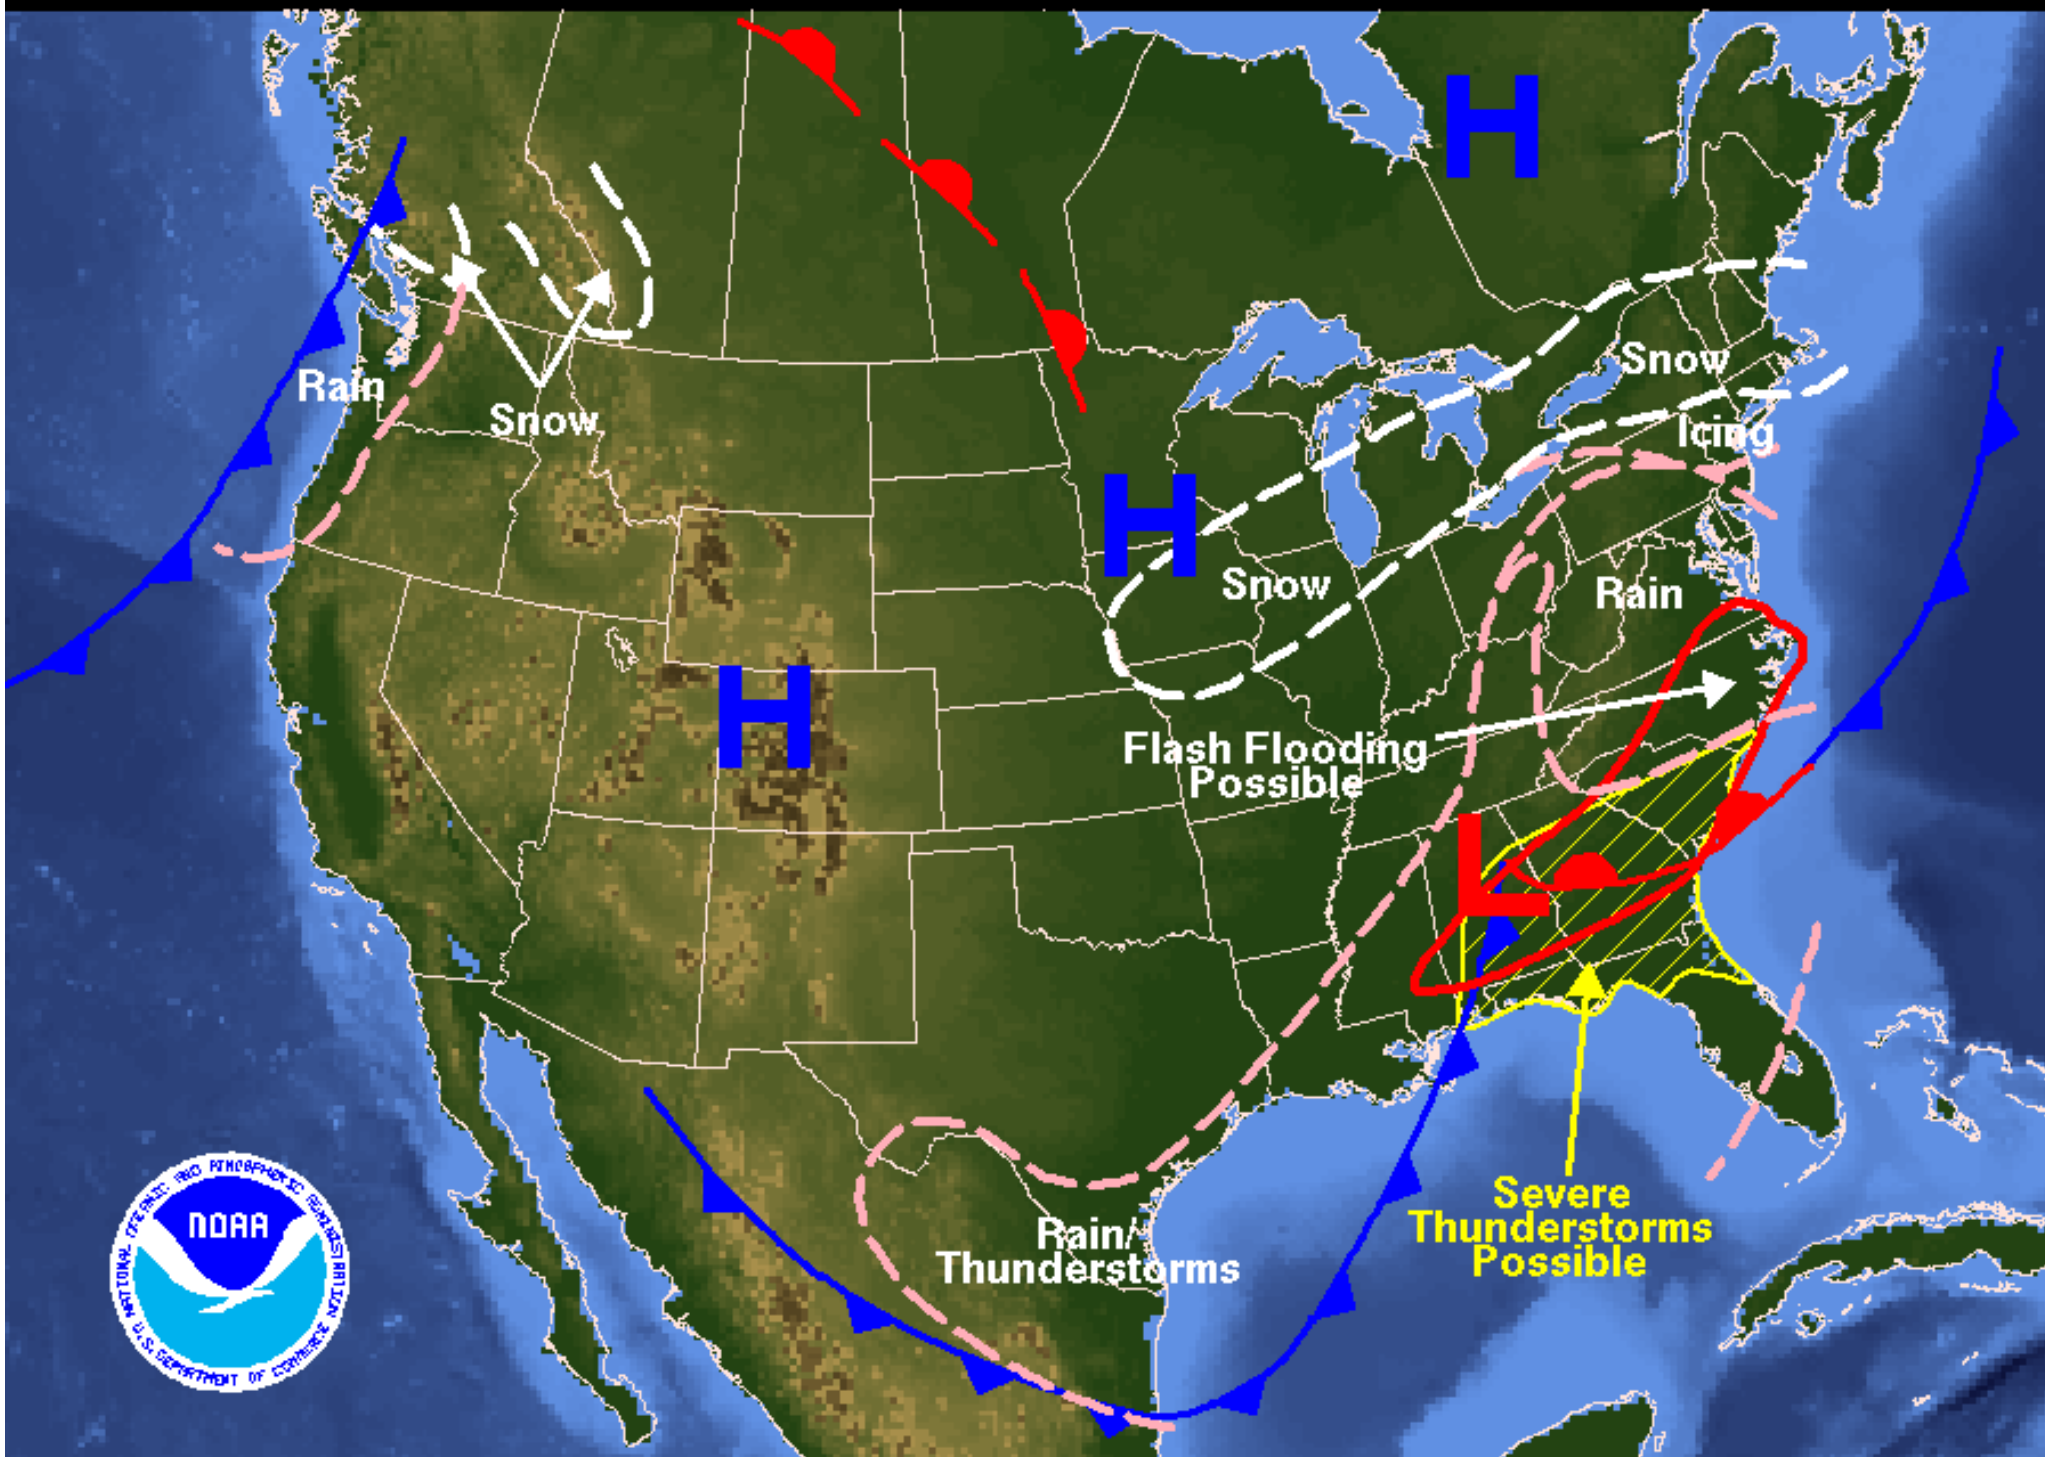 H
Snow
Rain
Snow
Icing
H
Snow
Rain
H
Flash Flooding
Possible
L
Severe
Thunderstorms
Possible
Rain/
Thunderstorms
NATIONAL OCEANIC AND ATMOSPHERIC ADMINISTRATION
NOAA
U.S. DEPARTMENT OF COMMERCE